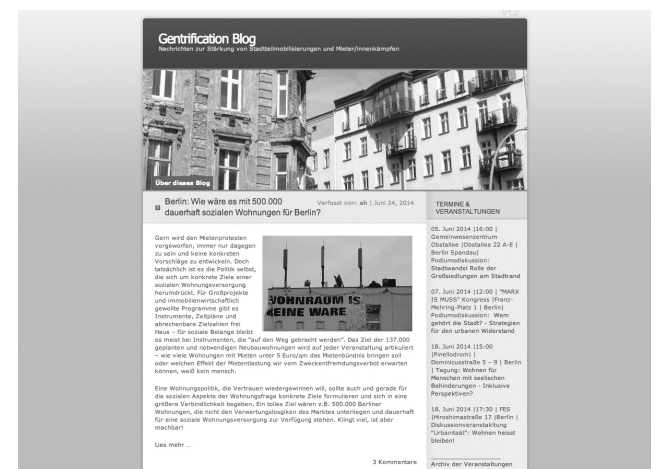 v1.2
Gentrification Blog
Nachrichten zur Stärkung von Stadtteilmobilisierungen und Mieter/innenkämpfen
Über dieses Blog
Berlin: Wie wäre es mit 500.000
dauerhaft sozialen Wohnungen für Berlin?
Verfasst von: ah | Juni 24, 2014
Gern wird den Mietenprotesten
vorgeworfen, immer nur dagegen
zu sein und keine konkreten
Vorschläge zu entwickeln. Doch
tatsächlich ist es die Politik selbst,
die sich um konkrete Ziele einer
sozialen Wohnungsversorgung
herumdrückt. Für Großprojekte
und immobilienwirtschaftlich
gewollte Programme gibt es
Instrumente, Zeitpläne und
abrechenbare Zielzahlen frei
Haus – für soziale Belange bleibt
WOHNRAUM IS
KEINE WARE
es meist bei Instrumenten, die "auf den Weg gebracht werden". Das Ziel der 137.000
geplanten und notwendigen Neubauwohnungen wird auf jeder Veranstaltung artikuliert
– wie viele Wohnungen mit Mieten unter 5 Euro/qm das Mietenbündnis bringen soll
oder welchen Effekt der Mietentlastung wir vom Zweckentfremdungsverbot erwarten
können, weiß kein mensch.
Eine Wohnungspolitik, die Vertrauen wiedergewinnen will, sollte auch und gerade für
die sozialen Aspekte der Wohnungsfrage konkrete Ziele formulieren und sich in eine
größere Verbindlichkeit begeben. Ein tolles Ziel wären z.B. 500.000 Berliner
Wohnungen, die nicht den Verwertungslogiken des Marktes unterliegen und dauerhaft
für eine soziale Wohnungsversorgung zur Verfügung stehen. Klingt viel, ist aber
machbar!
Lies mehr ...
3 Kommentare
TERMINE &
VERANSTALTUNGEN
05. Juni 2014 |16:00 |
Gemeinwesenzentrum
Obstallee |Obstallee 22 A-E |
Berlin Spandau|
Podiumsdiskussion:
Stadtwandel Rolle der
Großsiedlungen am Stadtrand
07. Juni 2014 |12:00 | "MARX
IS MUSS" Kongress |Franz-
Mehring-Platz 1 | Berlin|
Podiumsdiskussion: Wem
gehört die Stadt? - Strategien
für den urbanen Widerstand
18. Juni 2014 |15:00
|Pinellodrom| |
Dominicusstraße 5 – 9 | Berlin
| Tagung: Wohnen für
Menschen mit seelischen
Behinderungen - Inklusive
Perspektiven?
18. Juni 2014 |17:30 | FES
|Hiroshimastraße 17 |Berlin |
Diskussionveranstaltung
"Urbanität": Wohnen heisst
bleiben!
Archiv der Veranstaltungen